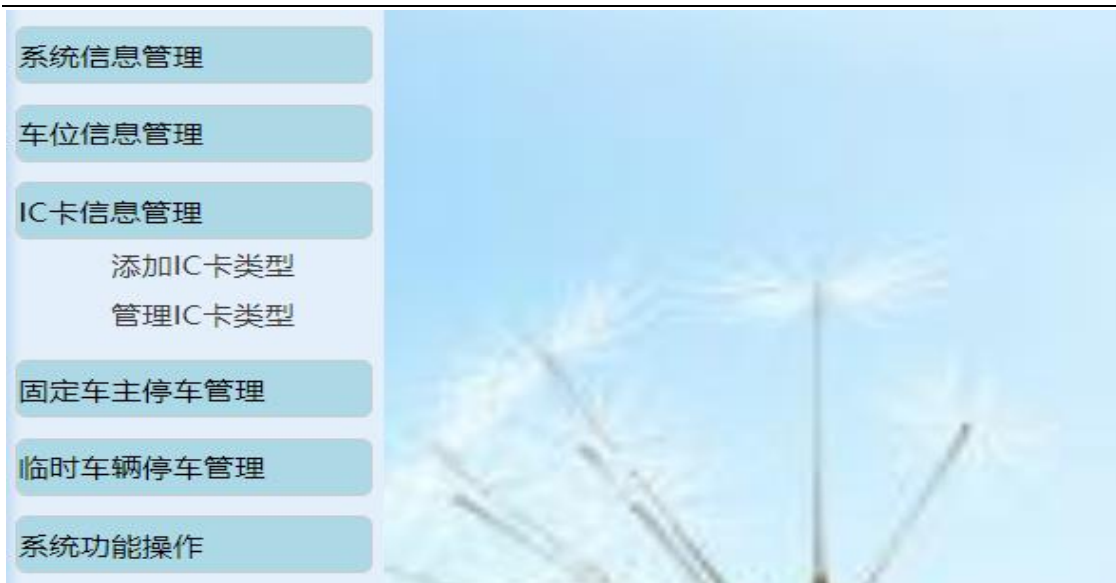 系统信息管理
车位信息管理
IC卡信息管理
添加IC卡类型
管理IC卡类型
固定车主停车管理
临时车辆停车管理
系统功能操作